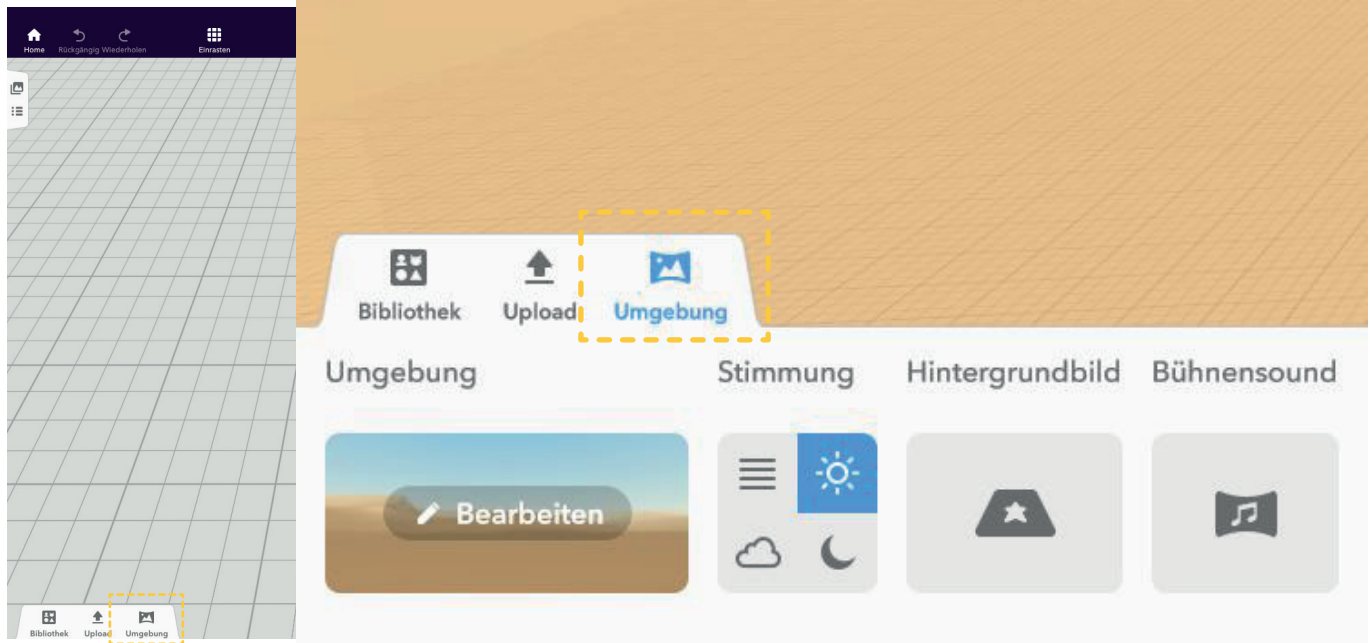 Home Rückgängig Wiederholen Einrasten
Bibliothek Upload Umgebung
Bibliothek Upload Umgebung
Umgebung Stimmung Hintergrundbild Bühnensound
Bearbeiten